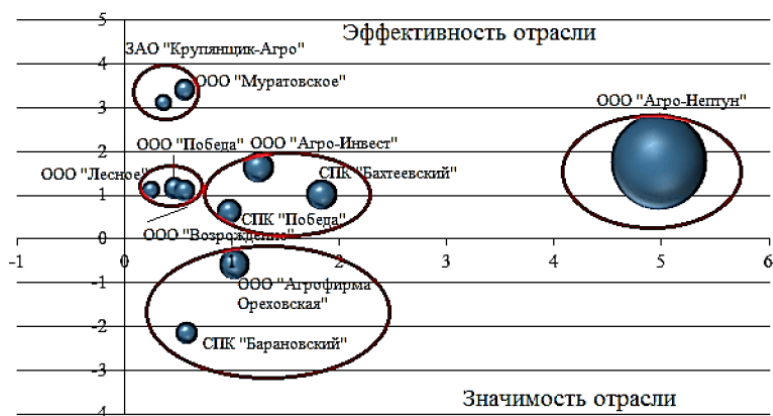 5
Эффективность отрасли
ЗАО "Крупянщик-Агро"
4
ООО "Муратовское"
ООО "Агро-Нептун"
3
ООО "Победа"
ООО "Агро-Инвест"
2
ООО "Лесное"
СПК "Бахтеевский"
1
СПК "Победа"
ООО "Возрождение"
0
-1 0 1 2 3 4 5 6
-1
ООО "Агрофирма
Ореховская"
-2
СПК "Барановский"
-3
Значимость отрасли
4